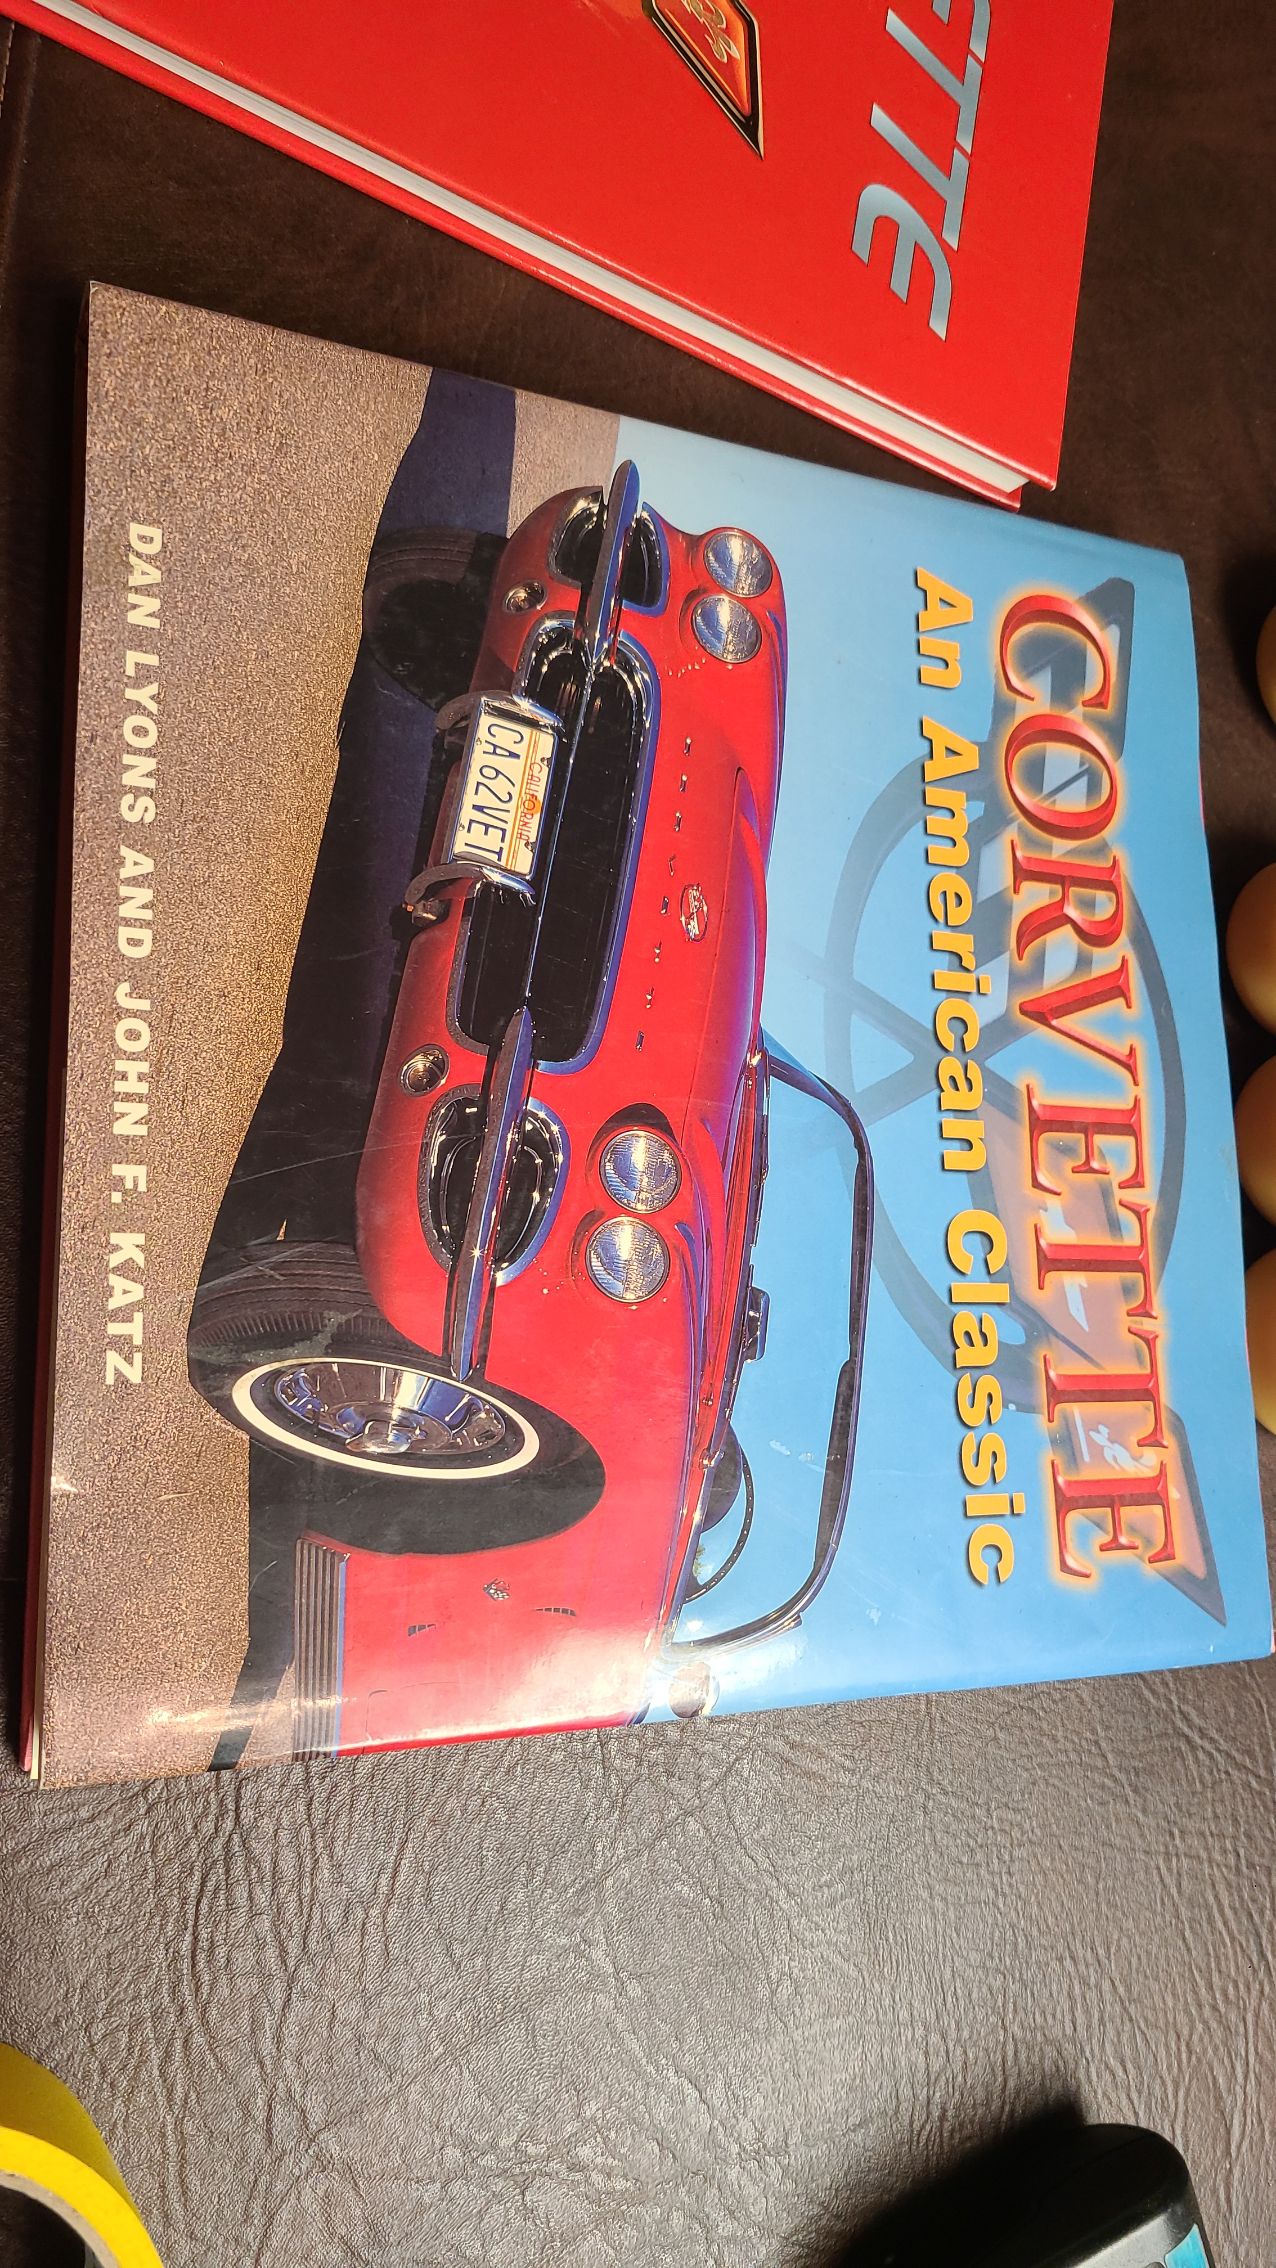 ETTE
CORVETTE
An American Classic
CALIFORNIA
CA 62VET
DAN LYONS AND JOHN F. KATZ